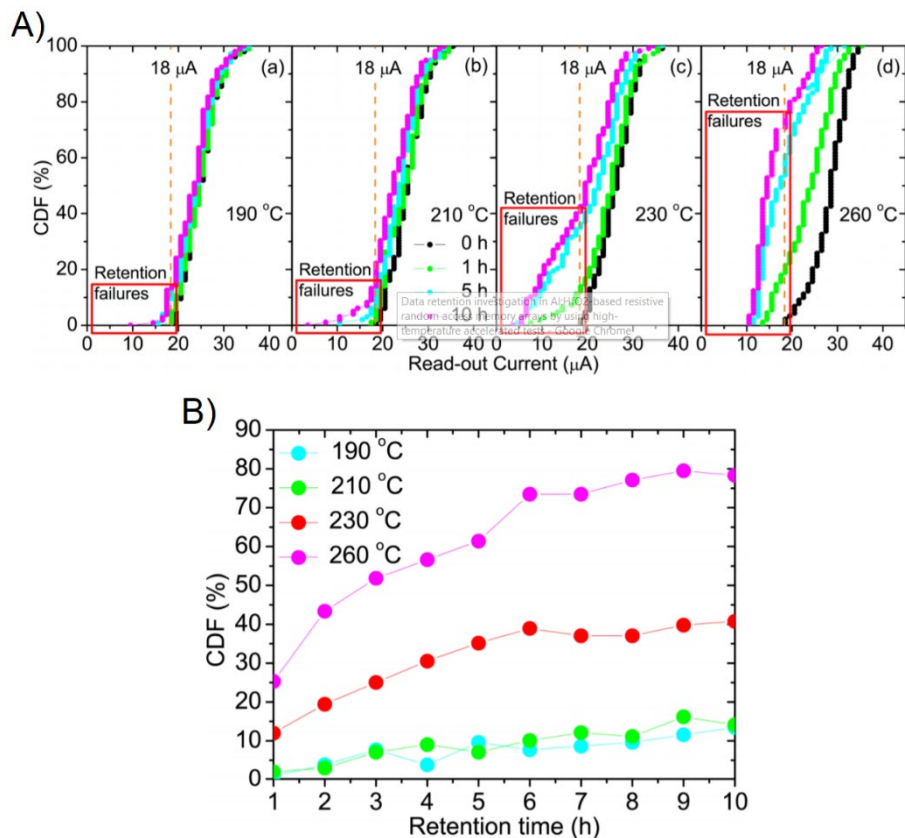 A)
100
80
60
40
20
0
CDF (%)
18 µA
(a)
190 °C
Retention
failures
18 µA
(b)
210 °C
Retention
failures
0 h
1 h
5 h
10 h
18 µA
(c)
230 °C
Retention
failures
18 µA
(d)
260 °C
Retention
failures
Data retention investigation in Al:HfO2-based resistive
random access memory arrays by using high-
temperature accelerated tests - Google Chrome
0 10 20 30 40 0 10 20 30 40 0 10 20 30 40 0 10 20 30 40
Read-out Current (µA)
B)
90
80
70
60
50
40
30
20
10
0
CDF (%)
190 °C
210 °C
230 °C
260 °C
1 2 3 4 5 6 7 8 9 10
Retention time (h)